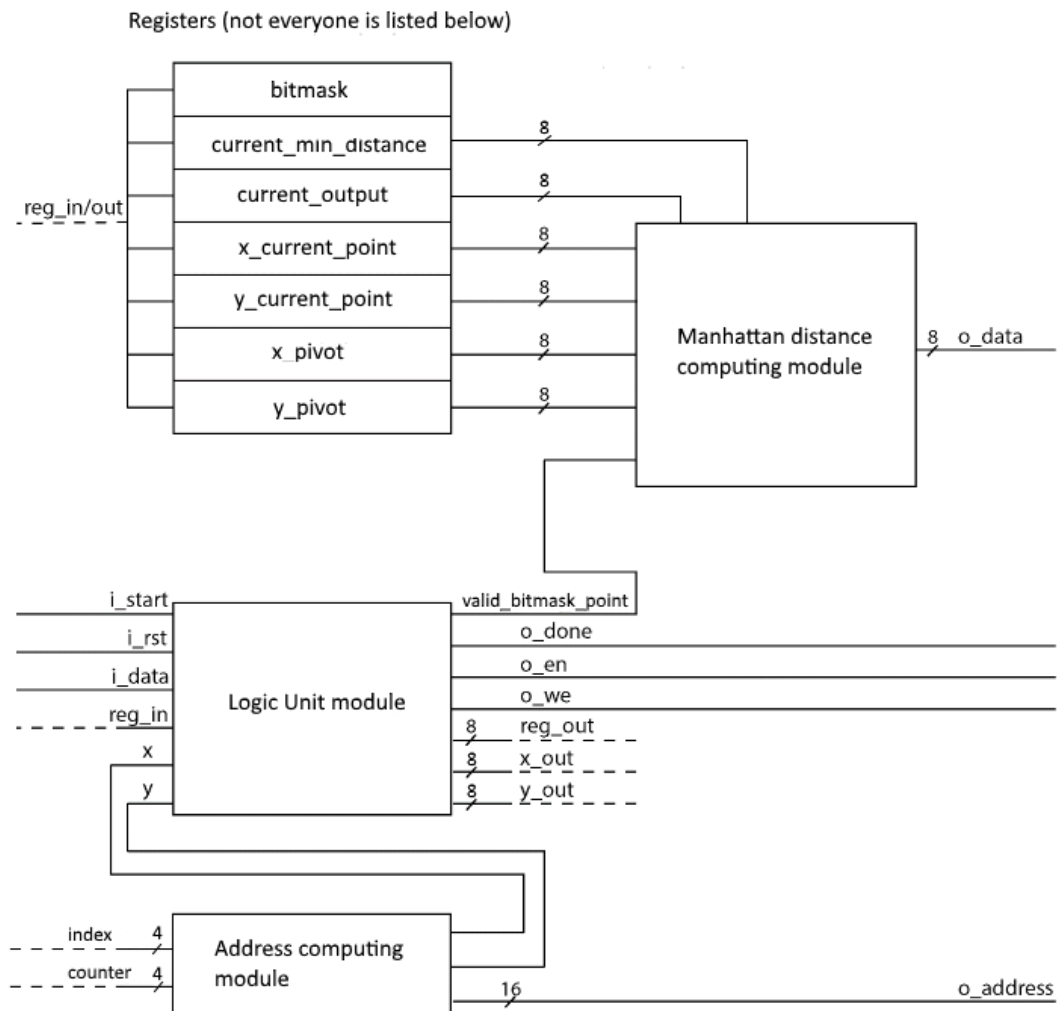 Registers (not everyone is listed below)
bitmask
current_min_distance
8
current_output
8
reg_in/out
x_current_point
8
y_current_point
8
x_pivot
8
y_pivot
8
Manhattan distance
computing module
8 o_data
i_start
i_rst
i_data
reg_in
x
y
Logic Unit module
valid_bitmask_point
o_done
o_en
o_we
8 reg_out
8 x_out
8 y_out
index 4
counter 4
Address computing
module
16
o_address